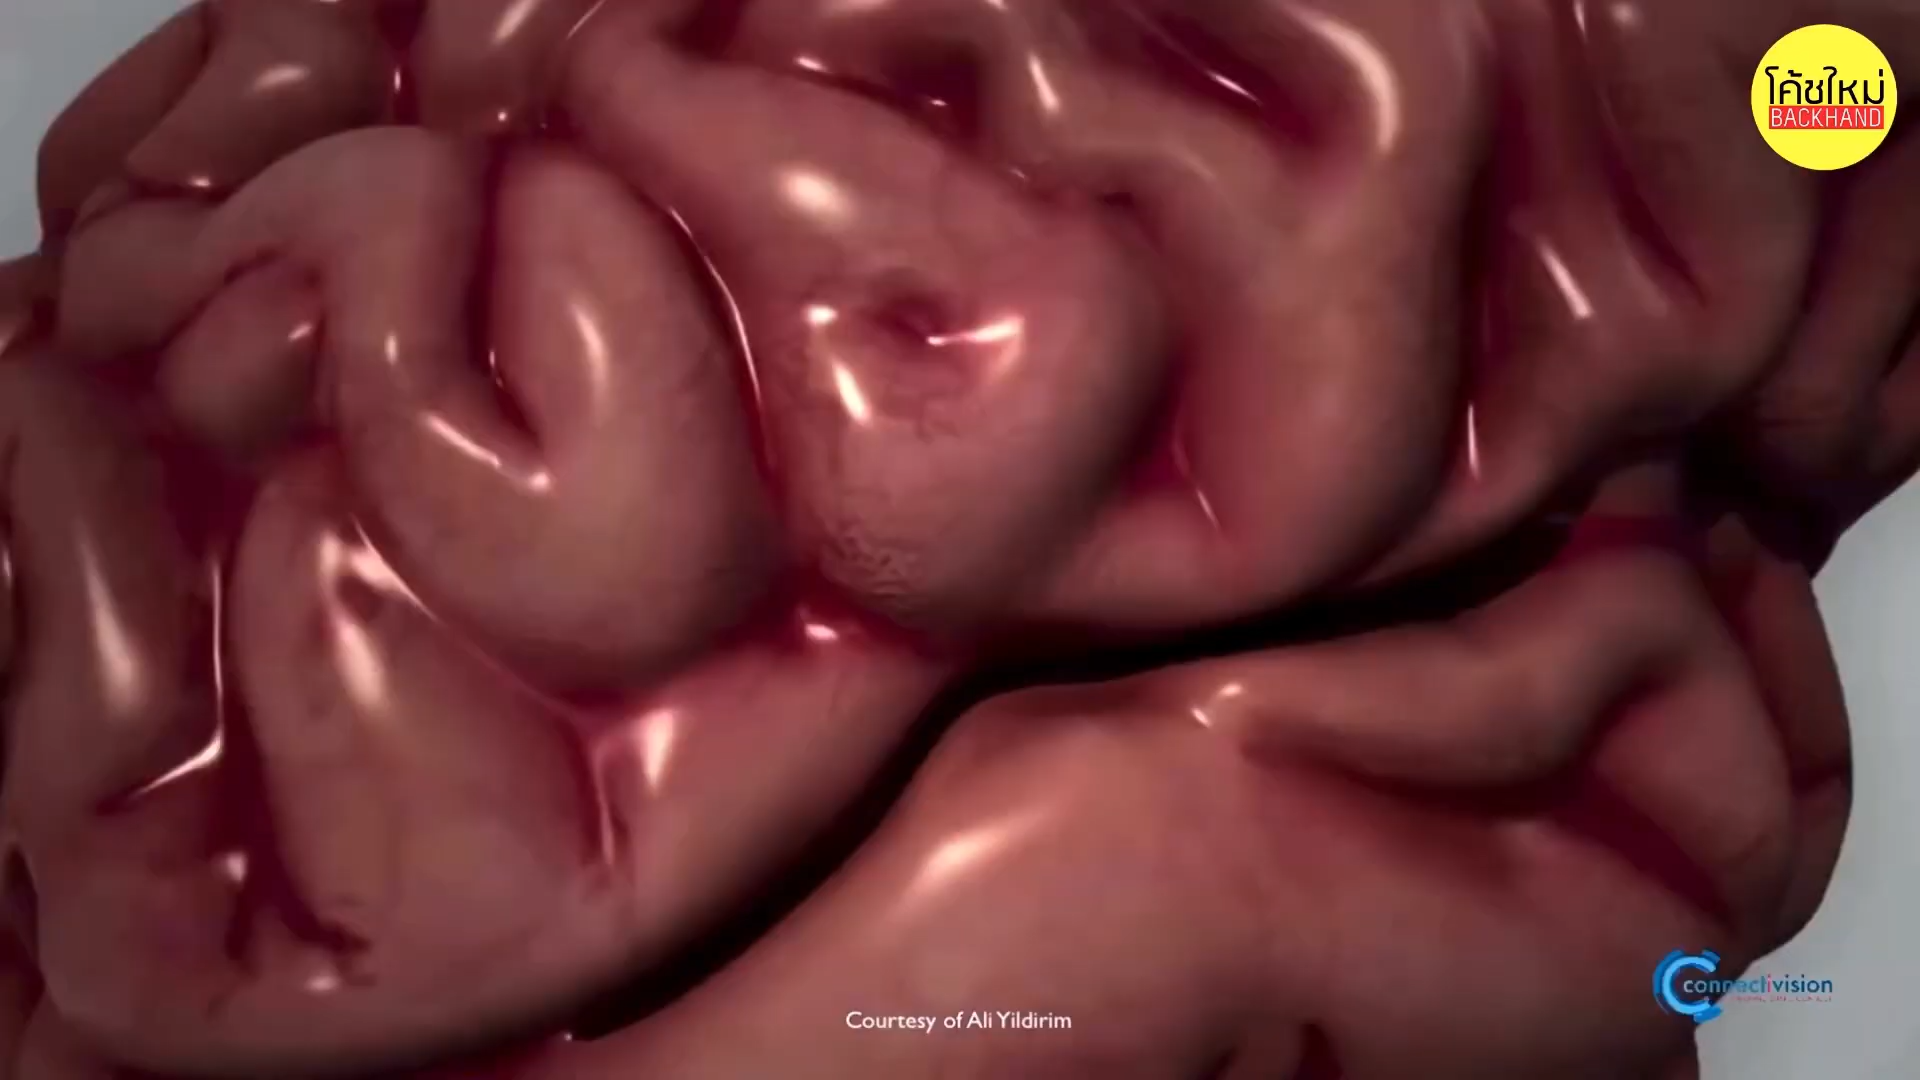 โค้ชใหม่
BACKHAND
connectivision
Courtesy of Ali Yildirim